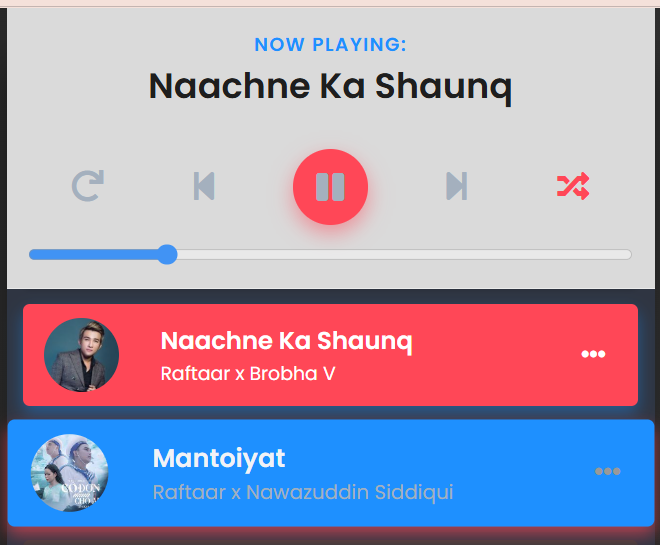 NOW PLAYING:
Naachne Ka Shaunq
Naachne Ka Shaunq
Raftaar x Brobha V
Mantoiyat
Raftaar x Nawazuddin Siddiqui